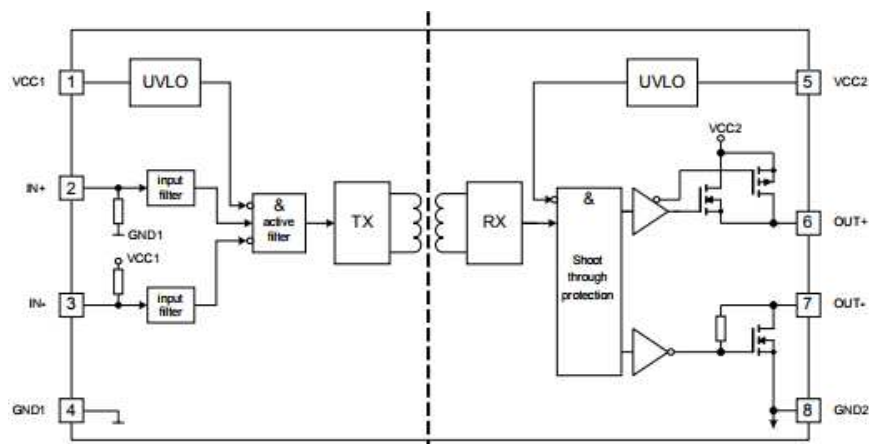 VCC1
1
UVLO
UVLO
5
VCC2
VCC2
IN+
2
input
filter
&
active
filter
TX
RX
&
Shoot
through
protection
6
OUT+
GND1
VCC1
IN-
3
input
filter
7
OUT-
GND1
4
8
GND2